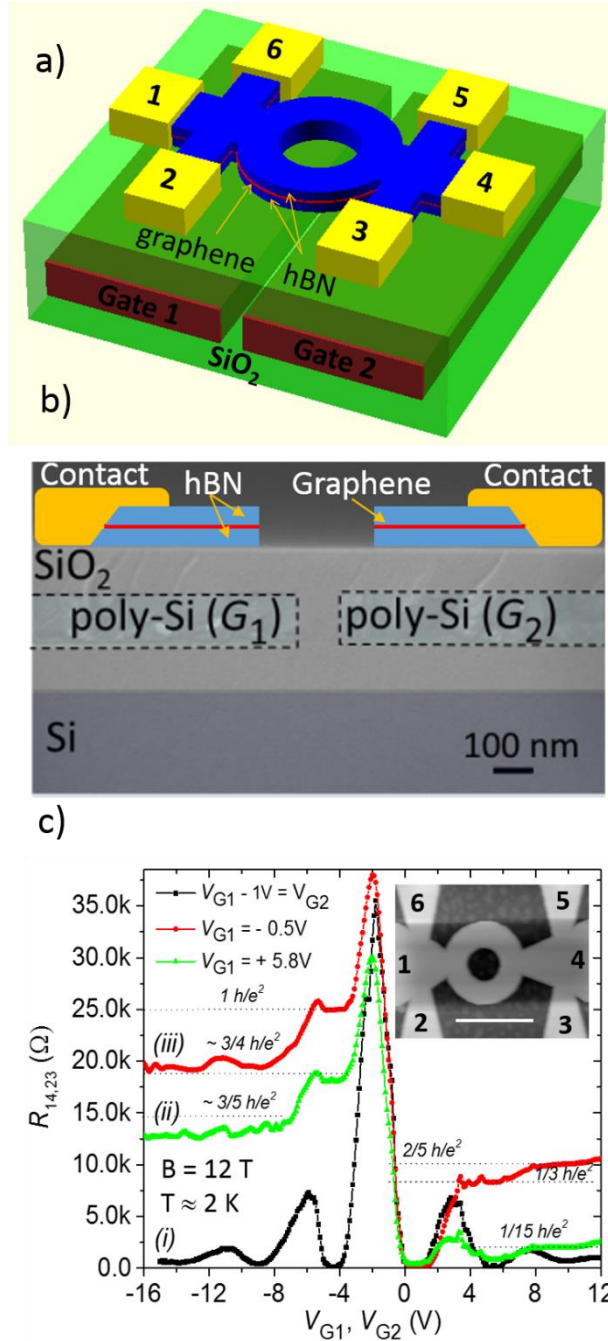 a)
6
1
5
2
4
graphene
hBN
3
Gate 1
SiO2
Gate 2
b)
Contact
hBN
Graphene
Contact
SiO2
poly-Si (G1)
poly-Si (G2)
Si
100 nm
c)
35.0k
30.0k
25.0k
20.0k
15.0k
10.0k
5.0k
0.0
R14,23 (Ω)
VG1 - 1V = VG2
VG1 = - 0.5V
VG1 = + 5.8V
6
5
1
4
2
3
1 h/e²
(iii)
~ 3/4 h/e²
(ii)
~ 3/5 h/e²
2/5 h/e²
1/3 h/e²
B = 12 T
T ≈ 2 K
(i)
1/15 h/e²
-16 -12 -8 -4 0 4 8 12
VG1, VG2 (V)